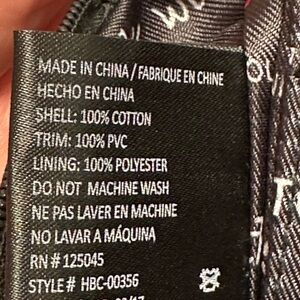 MADE IN CHINA / FABRIQUE EN CHINE
HECHO EN CHINA
SHELL: 100% COTTON
TRIM: 100% PVC
LINING: 100% POLYESTER
DO NOT MACHINE WASH
NE PAS LAVER EN MACHINE
NO LAVAR A MÁQUINA
RN # 125045
STYLE # HBC-00356